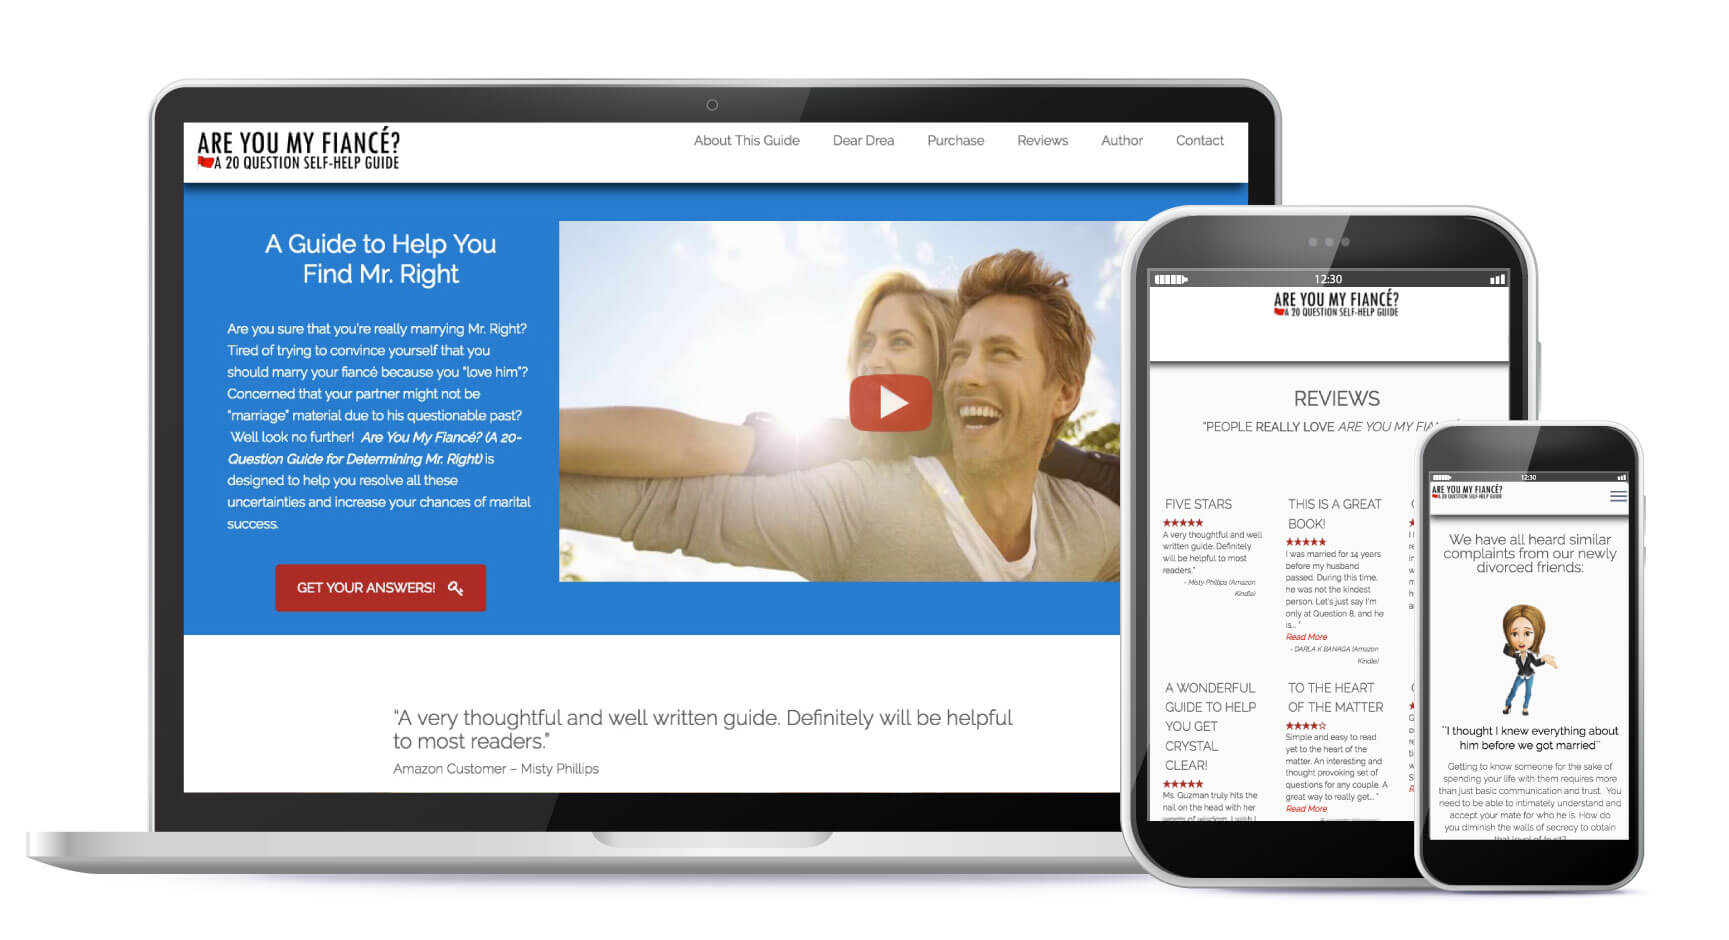 ARE YOU MY FIANCÉ?
A 20 QUESTION SELF-HELP GUIDE
About This Guide
Dear Drea
Purchase
Reviews
Author
Contact
A Guide to Help You
Find Mr. Right
Are you sure that you're really marrying Mr. Right?
Tired of trying to convince yourself that you
should marry your fiancé because you "love him"?
Concerned that your partner might not be
"marriage" material due to his questionable past?
Well look no further! Are You My Fiancé? (A 20-
Question Guide for Determining Mr. Right) is
designed to help you resolve all these
uncertainties and increase your chances of marital
success.
GET YOUR ANSWERS!
“A very thoughtful and well written guide. Definitely will be helpful
to most readers.”
Amazon Customer – Misty Phillips
12:30
ARE YOU MY FIANCÉ?
A 20 QUESTION SELF-HELP GUIDE
REVIEWS
"PEOPLE REALLY LOVE ARE YOU MY
FIVE STARS
★★★★★
A very thoughtful and well
written guide. Definitely
will be helpful to most
readers."
- Misty Phillips (Amazon
Kindle)
THIS IS A GREAT
BOOK!
★★★★★
I was married for 14 years
before my husband
passed. During this time,
he was not the kindest
person. Let's just say I'm
only at Question 8, and he
is... "
Read More
- DARLA K BANAGA (Amazon
Kindle)
A WONDERFUL
GUIDE TO HELP
YOU GET
CRYSTAL
CLEAR!
★★★★★
Ms. Guzman truly hits the
nail on the head with her
words of wisdom. I wish I
TO THE HEART
OF THE MATTER
★★★★☆
Simple and easy to read
yet to the heart of the
matter. An interesting and
thought provoking set of
questions for any couple. A
great way to really get... "
Read More
12:30
ARE YOU MY FIANCÉ?
A 20 QUESTION SELF-HELP GUIDE
We have all heard similar
complaints from our newly
divorced friends:
¨I thought I knew everything about
him before we got married¨
Getting to know someone for the sake of
spending your life with them requires more
than just basic communication and trust. You
need to be able to intimately understand and
accept your mate for who he is. How do
you diminish the walls of secrecy to obtain
that level of trust?